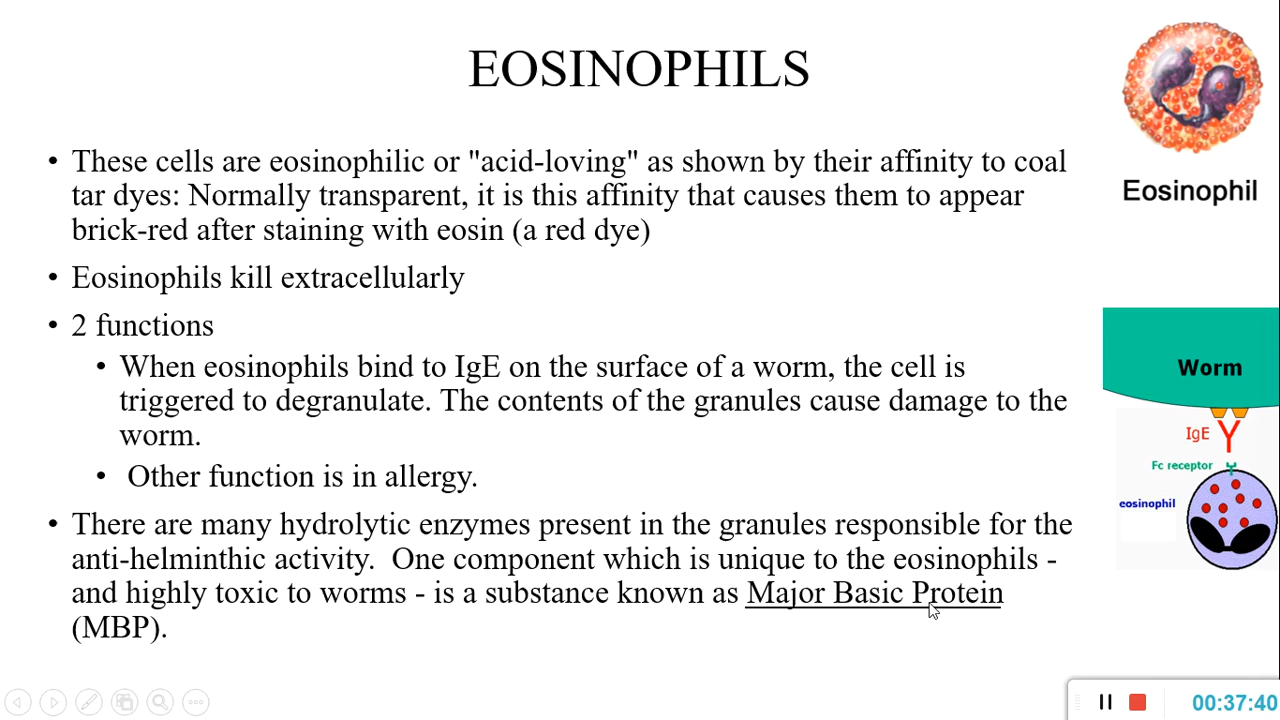 EOSINOPHILS
• These cells are eosinophilic or "acid-loving" as shown by their affinity to coal
tar dyes: Normally transparent, it is this affinity that causes them to appear
brick-red after staining with eosin (a red dye)
• Eosinophils kill extracellularly
• 2 functions
• When eosinophils bind to IgE on the surface of a worm, the cell is
triggered to degranulate. The contents of the granules cause damage to the
worm.
• Other function is in allergy.
• There are many hydrolytic enzymes present in the granules responsible for the
anti-helminthic activity. One component which is unique to the eosinophils -
and highly toxic to worms - is a substance known as Major Basic Protein
(MBP).
Eosinophil
Worm
IgE
Fc receptor
eosinophil
00:37:40